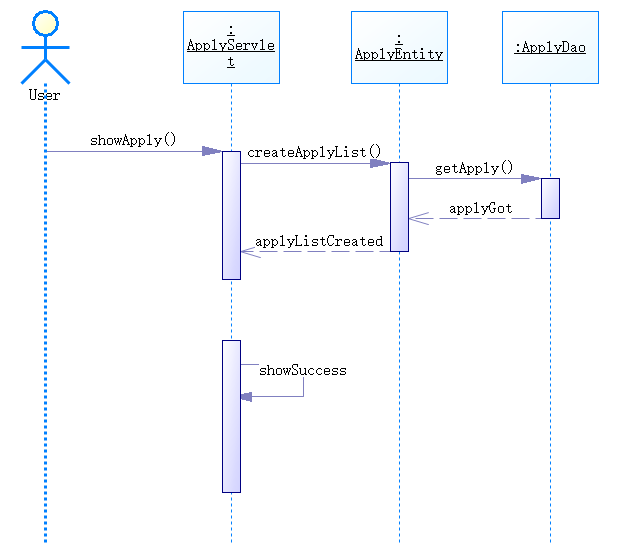 :
ApplyServle
t
:
ApplyEntity
:ApplyDao
User
showApply()
createApplyList()
getApply()
applyGot
applyListCreated
showSuccess